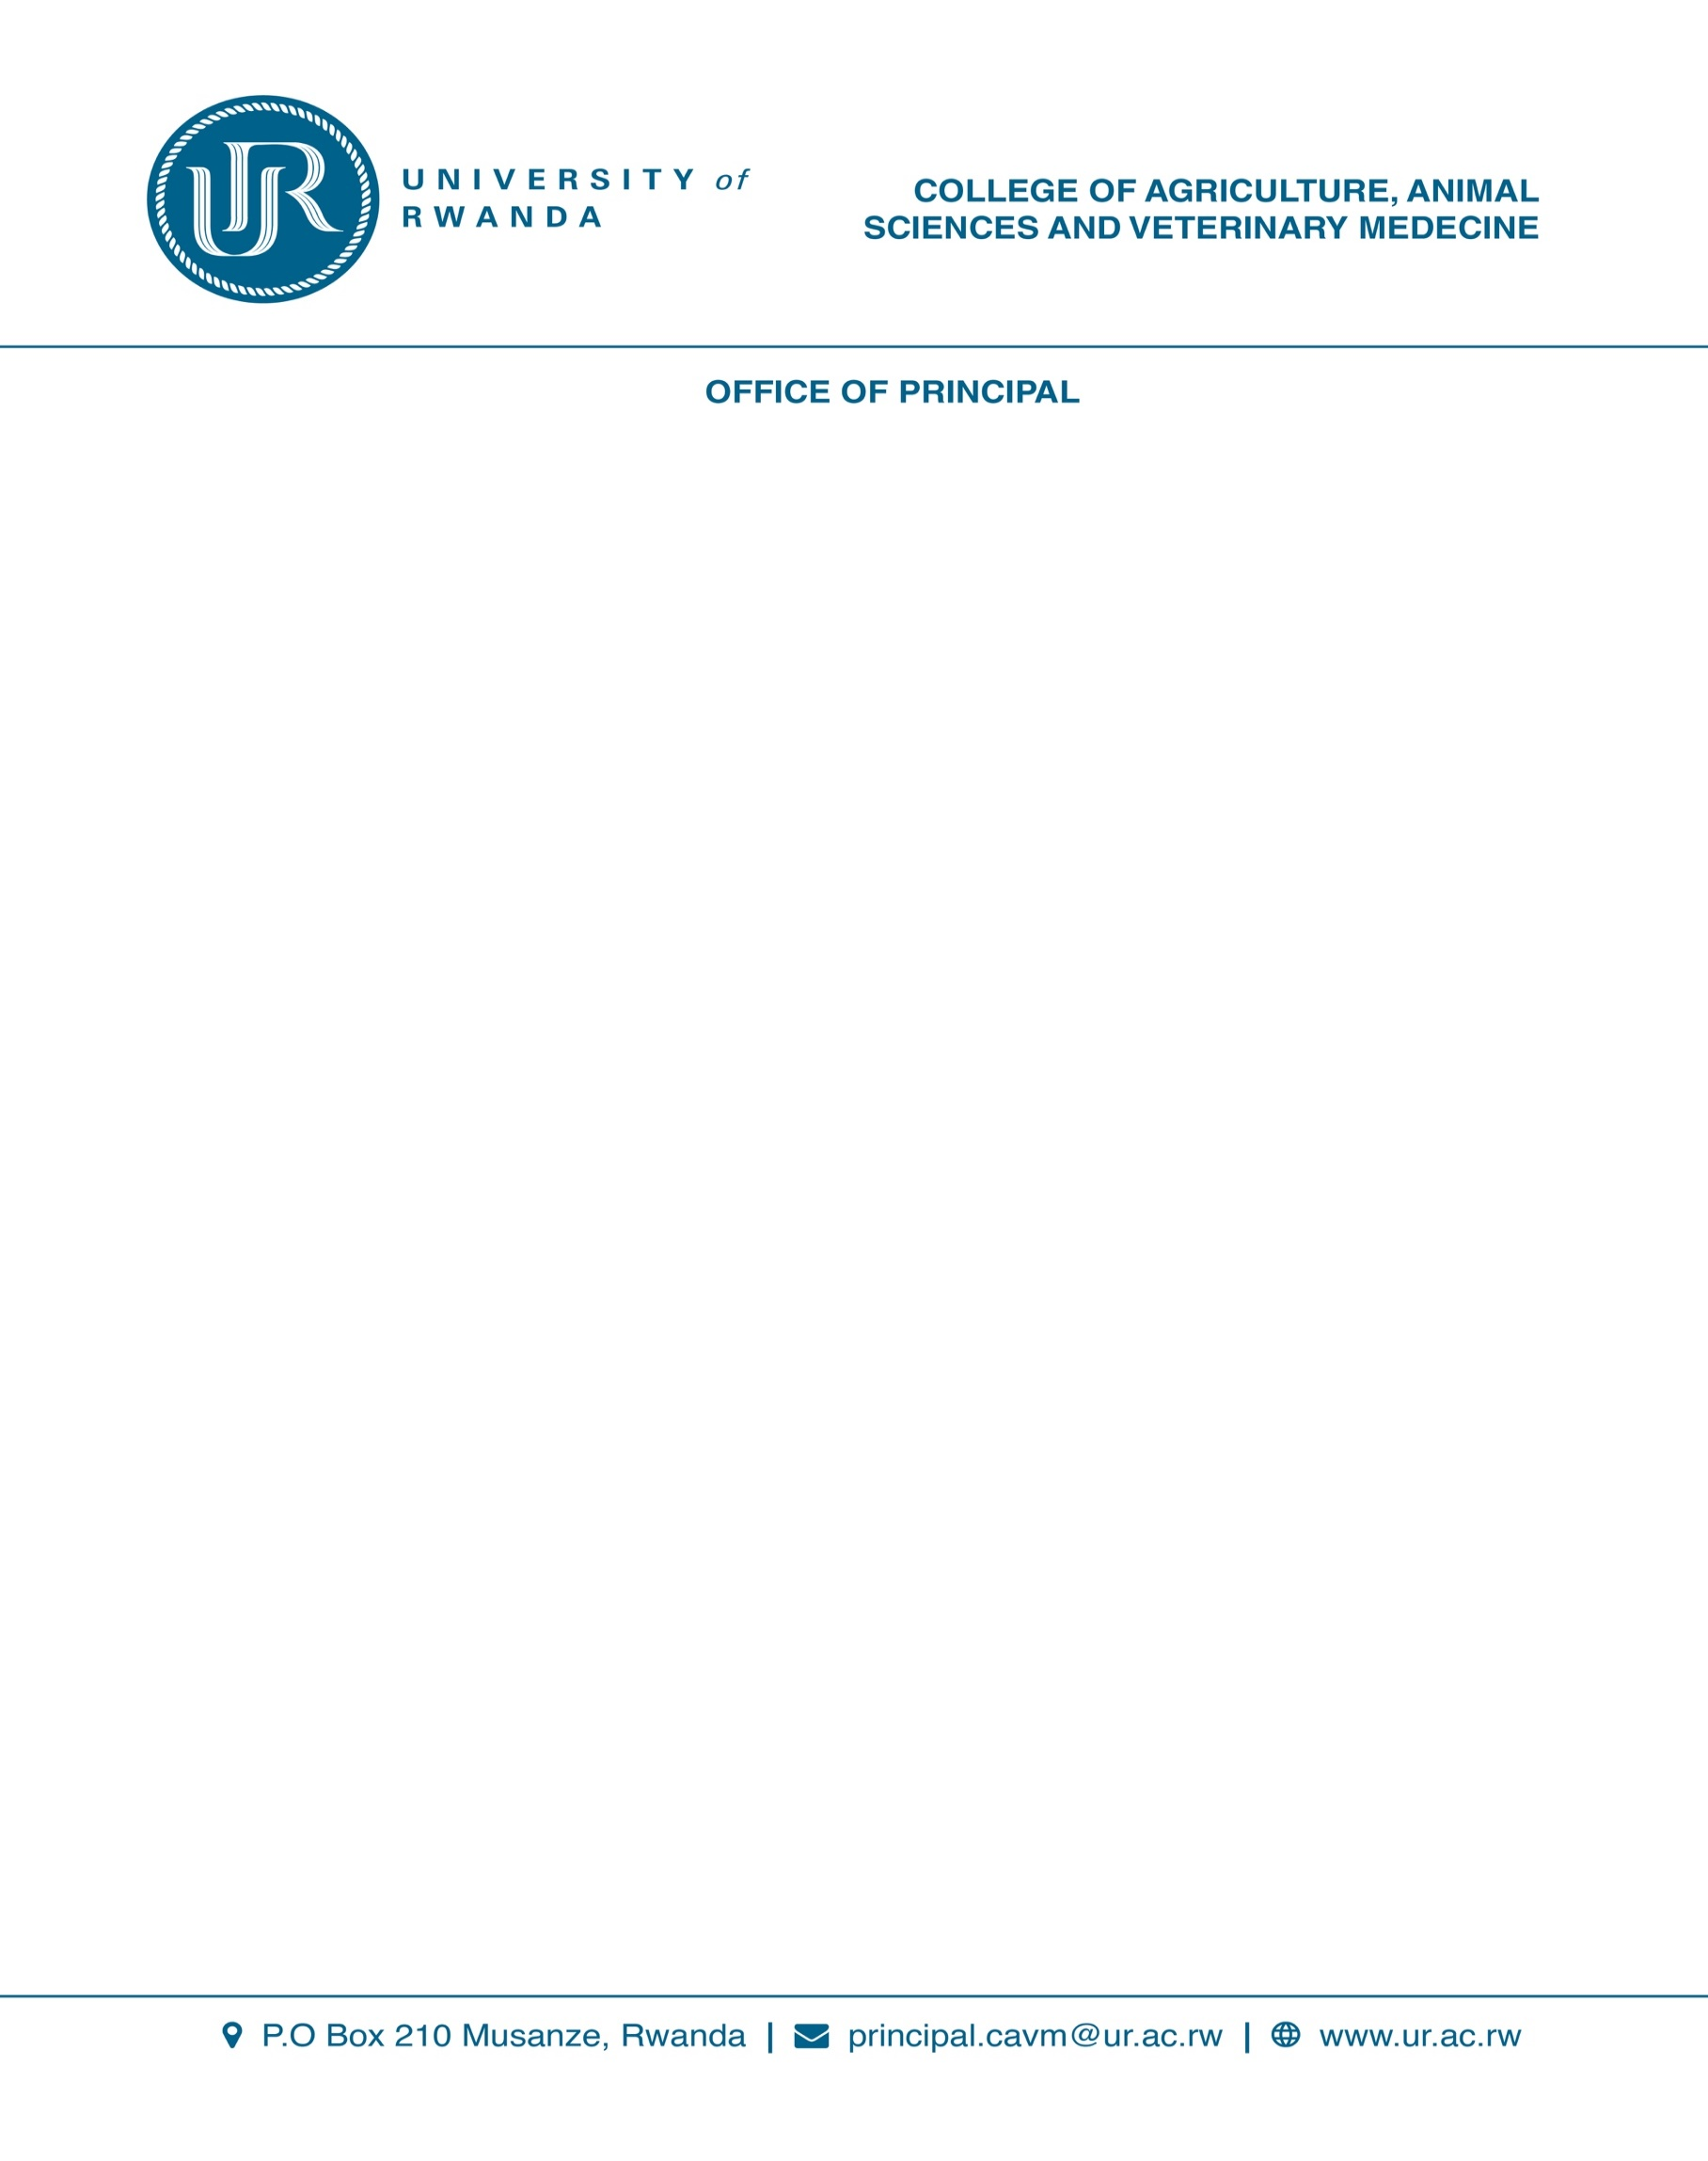 UR
UNIVERSITY of
RWANDA
COLLEGE OF AGRICULTURE, ANIMAL
SCIENCES AND VETERINARY MEDECINE
OFFICE OF PRINCIPAL
P.O Box 210 Musanze, Rwanda | principal.cavm@ur.ac.rw | www.ur.ac.rw